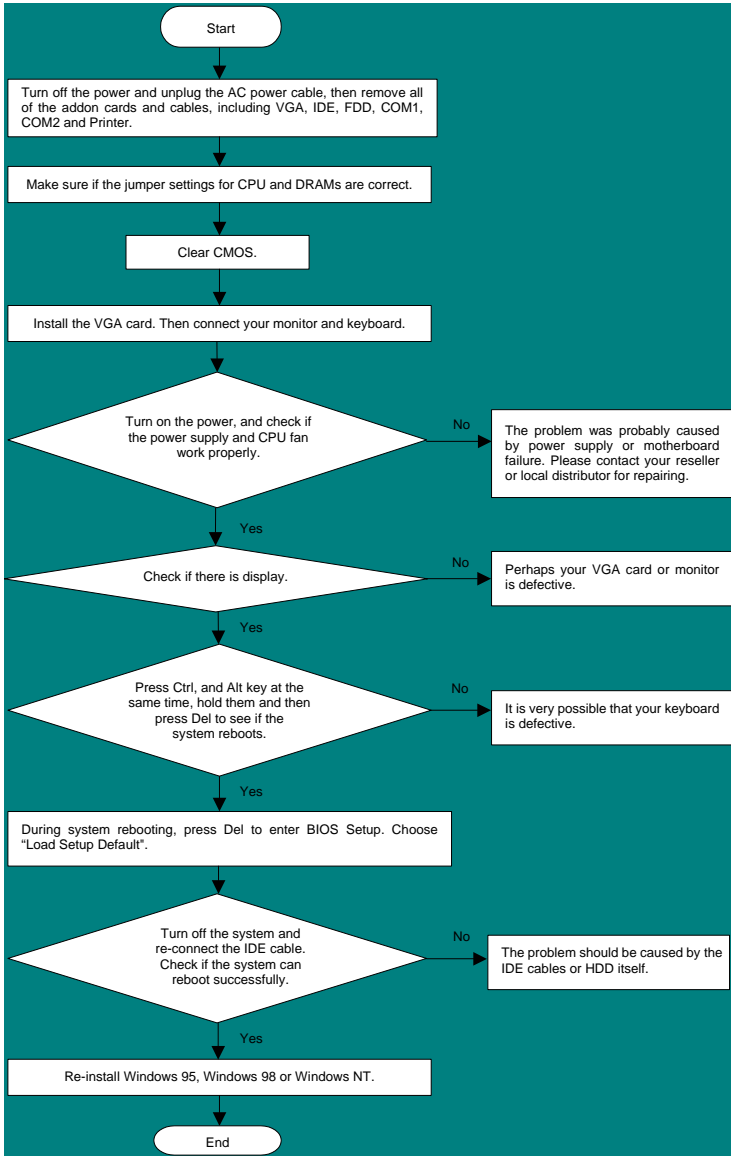 Start
Turn off the power and unplug the AC power cable, then remove all
of the addon cards and cables, including VGA, IDE, FDD, COM1,
COM2 and Printer.
Make sure if the jumper settings for CPU and DRAMs are correct.
Clear CMOS.
Install the VGA card. Then connect your monitor and keyboard.
Turn on the power, and check if
the power supply and CPU fan
work properly.
No
The problem was probably caused
by power supply or motherboard
failure. Please contact your reseller
or local distributor for repairing.
Yes
Check if there is display.
No
Perhaps your VGA card or monitor
is defective.
Yes
Press Ctrl, and Alt key at the
same time, hold them and then
press Del to see if the
system reboots.
No
It is very possible that your keyboard
is defective.
Yes
During system rebooting, press Del to enter BIOS Setup. Choose
“Load Setup Default”.
Turn off the system and
re-connect the IDE cable.
Check if the system can
reboot successfully.
No
The problem should be caused by the
IDE cables or HDD itself.
Yes
Re-install Windows 95, Windows 98 or Windows NT.
End